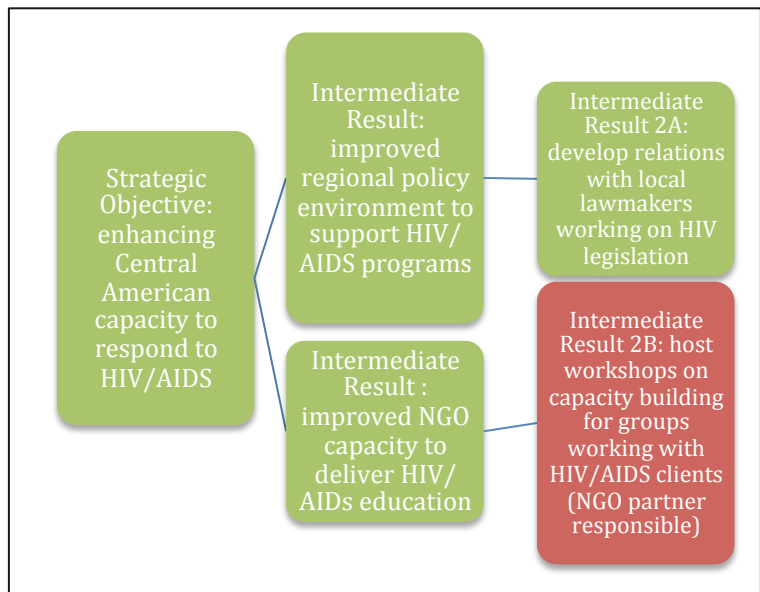 Strategic
Objective:
enhancing
Central
American
capacity to
respond to
HIV/AIDS
Intermediate
Result:
improved
regional policy
environment to
support HIV/
AIDS programs
Intermediate
Result 2A:
develop relations
with local
lawmakers
working on HIV
legislation
Intermediate
Result :
improved NGO
capacity to
deliver HIV/
AIDs education
Intermediate
Result 2B: host
workshops on
capacity building
for groups
working with
HIV/AIDS clients
(NGO partner
responsible)